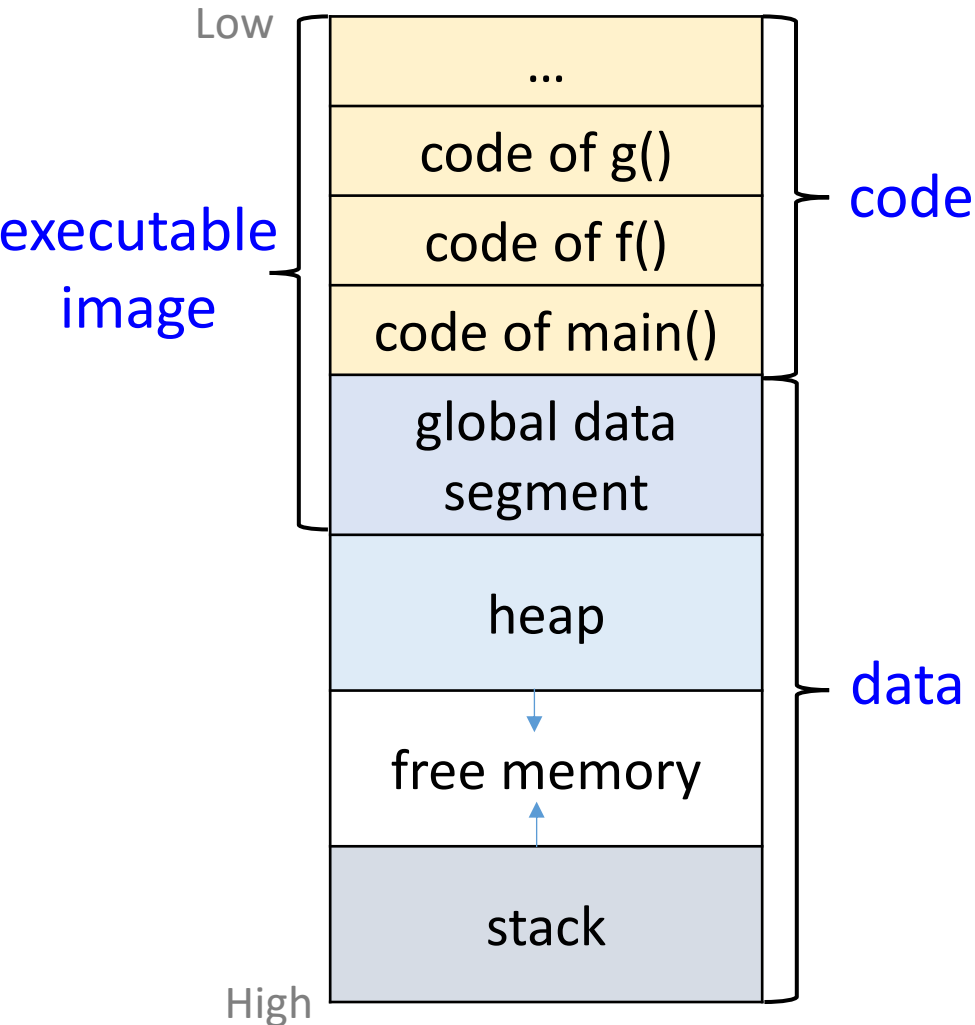 Low
...
code of g()
code
code of f()
executable
image
code of main()
global data
segment
heap
data
free memory
stack
High